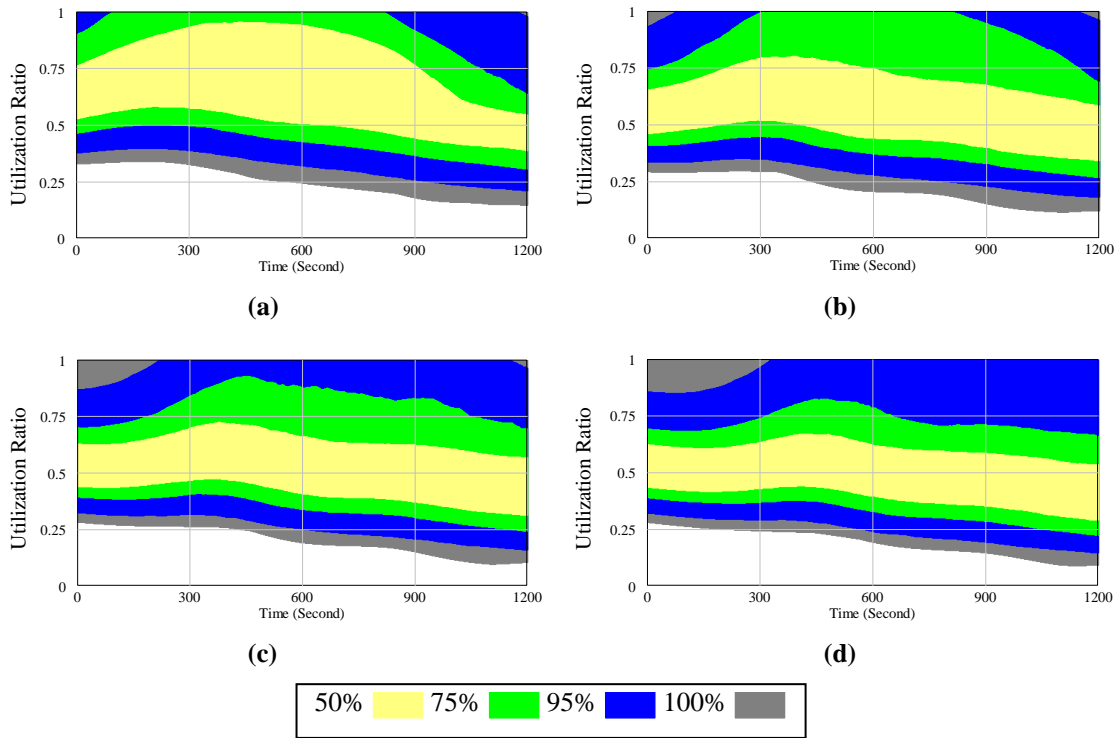 1
1
0.75
0.75
0.5
0.5
0.25
0.25
0
0
Utilization Ratio
Utilization Ratio
0 300 600 900 1200
0 300 600 900 1200
Time (Second)
Time (Second)
(a)
(b)
1
1
0.75
0.75
0.5
0.5
0.25
0.25
0
0
Utilization Ratio
Utilization Ratio
0 300 600 900 1200
0 300 600 900 1200
Time (Second)
Time (Second)
(c)
(d)
50% 75% 95% 100%